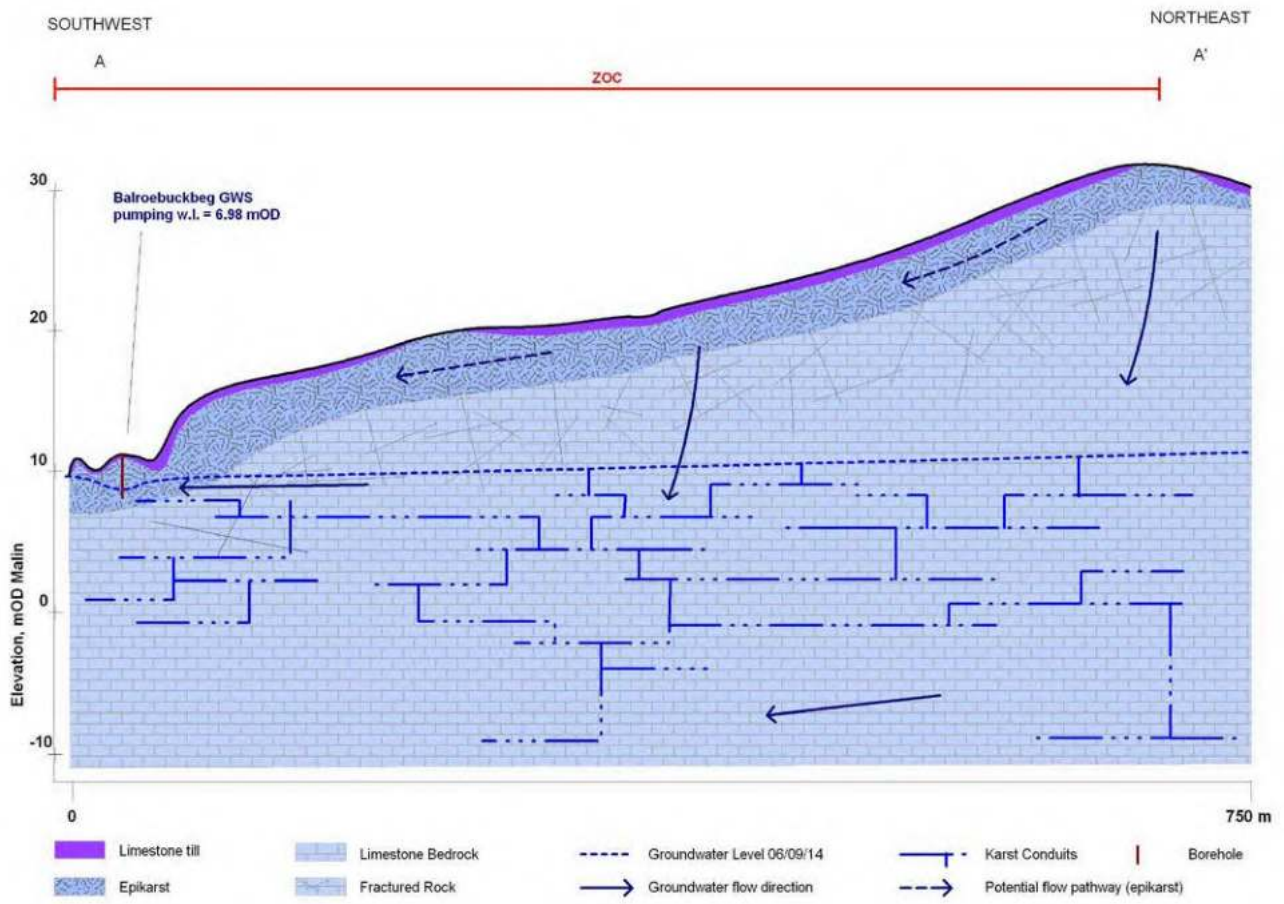 SOUTHWEST
NORTHEAST
A
A'
ZOC
30
Balroebuckbeg GWS
pumping w.l. = 6.98 mOD
20
10
0
-10
Elevation, mOD Malin
0
750 m
Limestone till
Limestone Bedrock
Groundwater Level 06/09/14
Karst Conduits
Borehole
Epikarst
Fractured Rock
Groundwater flow direction
Potential flow pathway (epikarst)